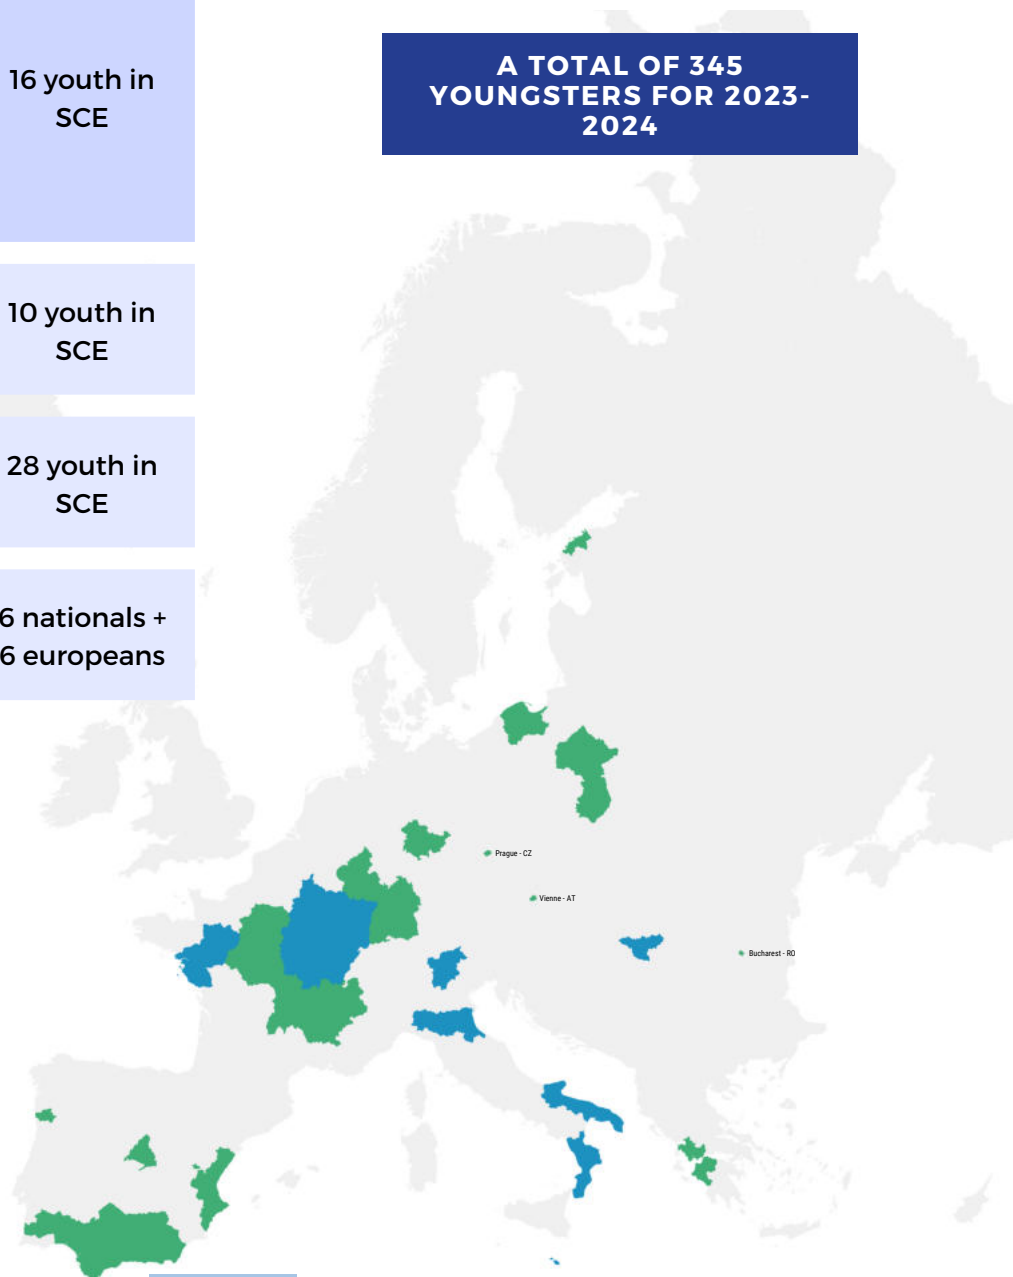 16 youth in
SCE
A TOTAL OF 345
YOUNGSTERS FOR 2023-
2024
10 youth in
SCE
28 youth in
SCE
6 nationals +
6 europeans
Prague - CZ
Vienne - AT
Bucharest - RO